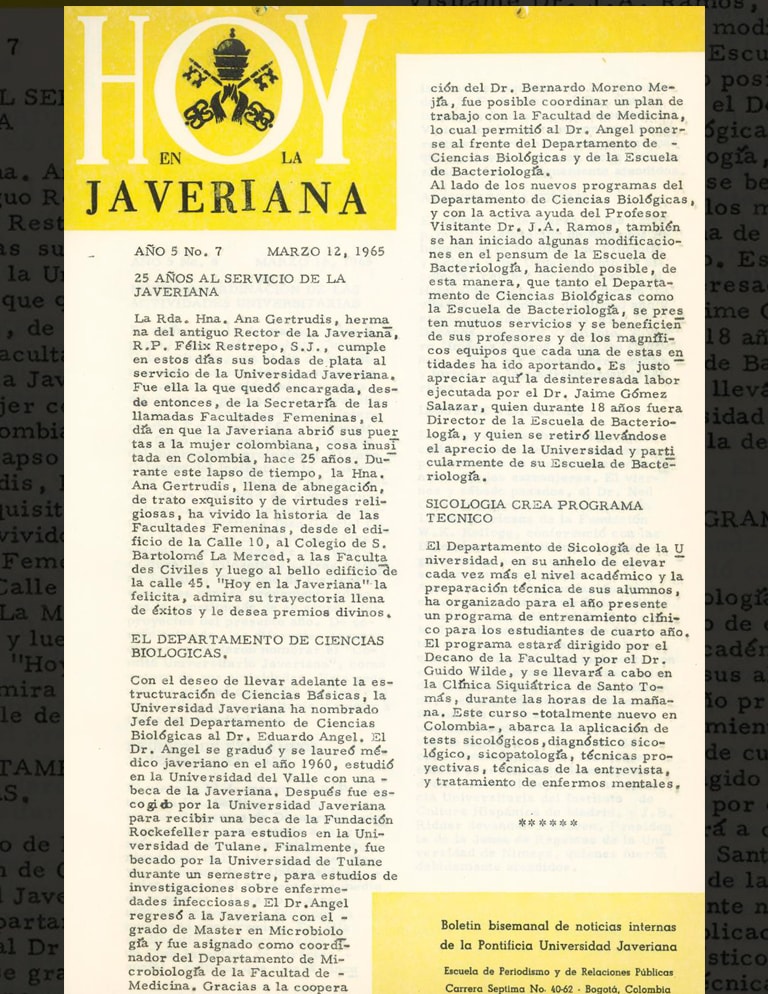 HOY
EN LA
JAVERIANA
AÑO 5 No. 7 MARZO 12, 1965
25 AÑOS AL SERVICIO DE LA
JAVERIANA
La Rda. Hna. Ana Gertrudis, herma
na del antiguo Rector de la Javeriana,
R.P. Félix Restrepo, S.J., cumple
en estos días sus bodas de plata al
servicio de la Universidad Javeriana.
Fue ella la que quedó encargada, des-
de entonces, de la Secretaría de las
llamadas Facultades Femeninas, el
día en que la Javeriana abrió sus puer
tas a la mujer colombiana, cosa inusi
tada en Colombia, hace 25 años. Du-
rante este lapso de tiempo, la Hna.
Ana Gertrudis, llena de abnegación,
de trato exquisito y de virtudes reli-
giosas, ha vivido la historia de las
Facultades Femeninas, desde el edi-
ficio de la Calle 10, al Colegio de S.
Bartolomé La Merced, a las Faculta
des Civiles y luego al bello edificio de
la calle 45. "Hoy en la Javeriana" la
felicita, admira su trayectoria llena
de éxitos y le desea premios divinos.
EL DEPARTAMENTO DE CIENCIAS
BIOLOGICAS.
Con el deseo de llevar adelante la es-
tructuración de Ciencias Básicas, la
Universidad Javeriana ha nombrado
Jefe del Departamento de Ciencias
Biológicas al Dr. Eduardo Angel. El
Dr. Angel se graduó y se laureó mé-
dico javeriano en el año 1960, estudió
en la Universidad del Valle con una -
beca de la Javeriana. Después fue es-
cogido por la Universidad Javeriana
para recibir una beca de la Fundación
Rockefeller para estudios en la Uni-
versidad de Tulane. Finalmente, fue
becado por la Universidad de Tulane
durante un semestre, para estudios de
investigaciones sobre enferme-
dades infecciosas. El Dr.Angel
regresó a la Javeriana con el -
grado de Master en Microbiolo
gía y fue asignado como coordi-
nador del Departamento de Mi-
crobiología de la Facultad de -
Medicina. Gracias a la coopera
ción del Dr. Bernardo Moreno Me-
jía, fue posible coordinar un plan de
trabajo con la Facultad de Medicina,
lo cual permitió al Dr. Angel poner-
se al frente del Departamento de -
Ciencias Biológicas y de la Escuela
de Bacteriología.
Al lado de los nuevos programas del
Departamento de Ciencias Biológicas,
y con la activa ayuda del Profesor
Visitante Dr. J.A. Ramos, también
se han iniciado algunas modificacio-
nes en el pensum de la Escuela de
Bacteriología, haciendo posible, de
esta manera, que tanto el Departa-
mento de Ciencias Biológicas como
la Escuela de Bacteriología, se pres
ten mutuos servicios y se beneficien
de sus profesores y de los magnífi-
cos equipos que cada una de estas en
tidades ha ido aportando. Es justo
apreciar aquí la desinteresada labor
ejecutada por el Dr. Jaime Gómez
Salazar, quien durante 18 años fuera
Director de la Escuela de Bacterio-
logía, y quien se retiró llevándose
el aprecio de la Universidad y parti
cularmente de su Escuela de Bacte-
riología.
SICOLOGIA CREA PROGRAMA
TECNICO
El Departamento de Sicología de la U
niversidad, en su anhelo de elevar
cada vez más el nivel académico y la
preparación técnica de sus alumnos,
ha organizado para el año presente
un programa de entrenamiento clíni-
co para los estudiantes de cuarto año.
El programa estará dirigido por el
Decano de la Facultad y por el Dr.
Guido Wilde, y se llevará a cabo en
la Clínica Siquiátrica de Santo To-
más, durante las horas de la maña-
na. Este curso -totalmente nuevo en
Colombia-, abarca la aplicación de
tests sicológicos,diagnóstico sico-
lógico, sicopatología, técnicas pro-
yectivas, técnicas de la entrevista,
y tratamiento de enfermos mentales.
******
Boletin bisemanal de noticias internas
de la Pontificia Universidad Javeriana
Escuela de Periodismo y de Relaciones Públicas
Carrera Septima No. 40-62 - Bogotá, Colombia